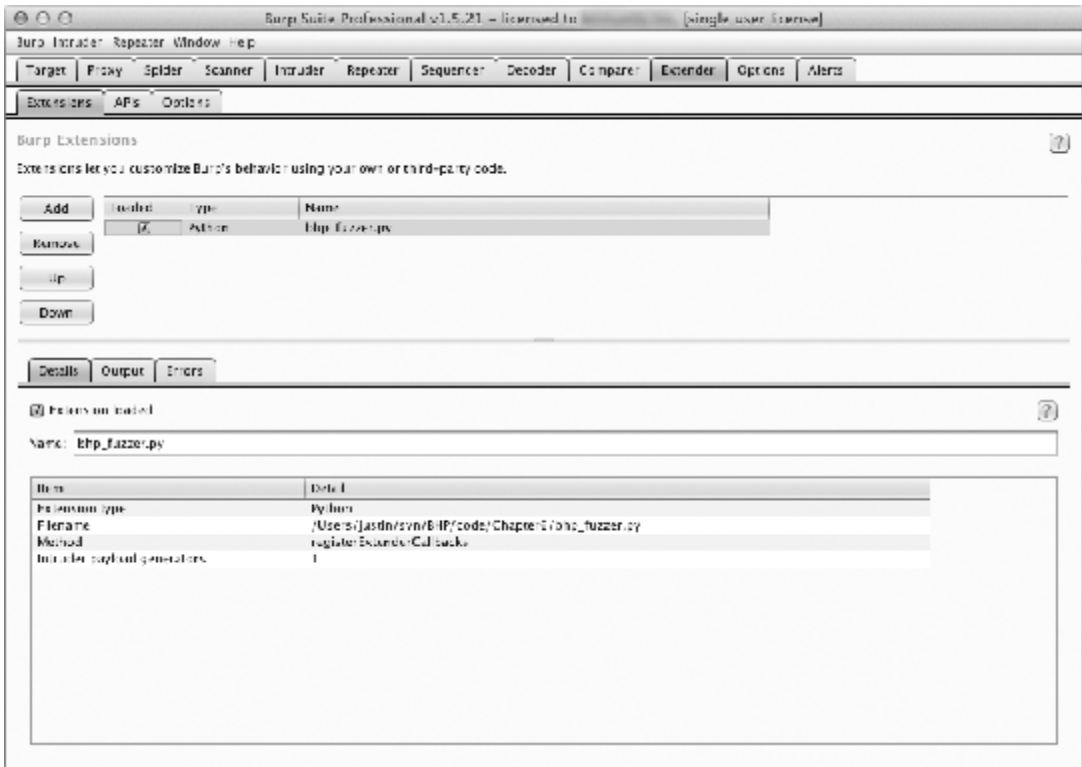 Burp Suite Professional v1.5.21 – licensed to [single user license]
Burp Intruder Repeater Window Help
Target Proxy Spider Scanner Intruder Repeater Sequencer Decoder Comparer Extender Options Alerts
Extensions APIs Options
Burp Extensions
?
Extensions let you customize Burp's behavior using your own or third-party code.
Add
Loaded Type Name
Python bhp_fuzzer.py
Remove
Up
Down
Details Output Errors
Extension loaded
?
Name: bhp_fuzzer.py
Item Detail
Extension type Python
Filename /Users/justin/svn/BHP/code/Chapter6/bhp_fuzzer.py
Method registerExtenderCallbacks
Intruder payload generators 1